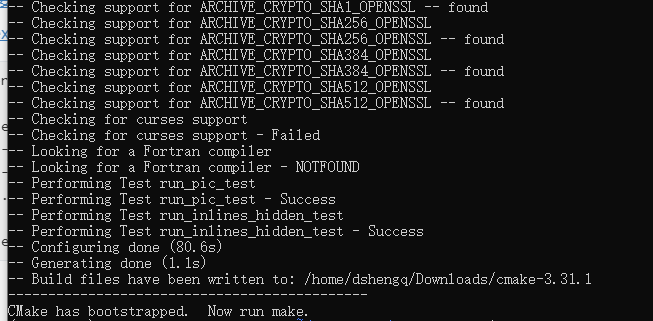 -- Checking support for ARCHIVE_CRYPTO_SHA1_OPENSSL -- found
-- Checking support for ARCHIVE_CRYPTO_SHA256_OPENSSL
-- Checking support for ARCHIVE_CRYPTO_SHA256_OPENSSL -- found
-- Checking support for ARCHIVE_CRYPTO_SHA384_OPENSSL
-- Checking support for ARCHIVE_CRYPTO_SHA384_OPENSSL -- found
-- Checking support for ARCHIVE_CRYPTO_SHA512_OPENSSL
-- Checking support for ARCHIVE_CRYPTO_SHA512_OPENSSL -- found
-- Checking for curses support
-- Checking for curses support - Failed
-- Looking for a Fortran compiler
-- Looking for a Fortran compiler - NOTFOUND
-- Performing Test run_pic_test
-- Performing Test run_pic_test - Success
-- Performing Test run_inlines_hidden_test
-- Performing Test run_inlines_hidden_test - Success
-- Configuring done (80.6s)
-- Generating done (1.1s)
-- Build files have been written to: /home/dshengq/Downloads/cmake-3.31.1
---------------------------------------------
CMake has bootstrapped.  Now run make.